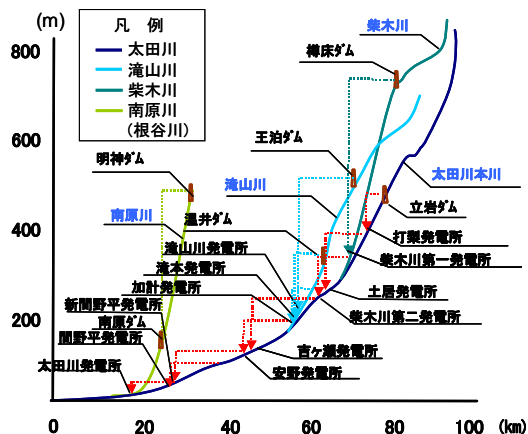 (m)
凡 例
太田川
滝山川
柴木川
南原川
(根谷川)
800
600
400
200
柴木川
樽床ダム
王泊ダム
明神ダム
太田川本川
滝山川
南原川
温井ダム
立岩ダム
打梨発電所
滝山川発電所
柴木川第一発電所
滝本発電所
加計発電所
土居発電所
新間野平発電所
柴木川第二発電所
南原ダム
間野平発電所
吉ヶ瀬発電所
太田川発電所
安野発電所
0 20 40 60 80 100 (km)